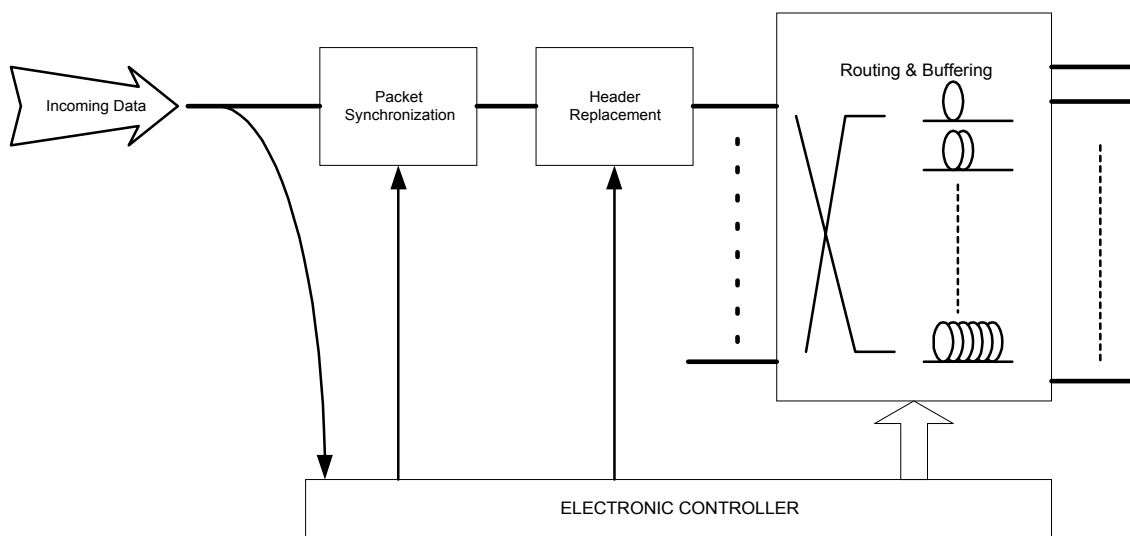 Incoming Data
Packet
Synchronization
Header
Replacement
Routing & Buffering
ELECTRONIC CONTROLLER